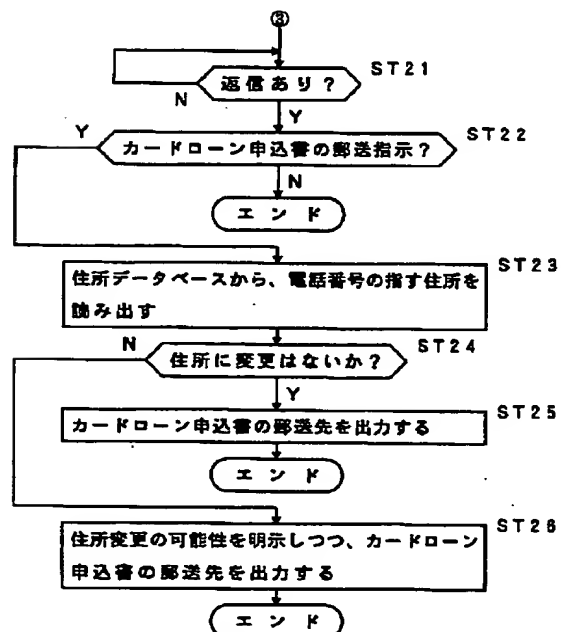 ③
返信あり？
ST21
N
Y
Y
ST22
カードローン申込書の郵送指示？
N
エンド
ST23
住所データベースから、電話番号の指す住所を
読み出す
N
ST24
住所に変更はないか？
Y
ST25
カードローン申込書の郵送先を出力する
エンド
ST26
住所変更の可能性を明示しつつ、カードローン
申込書の郵送先を出力する
エンド